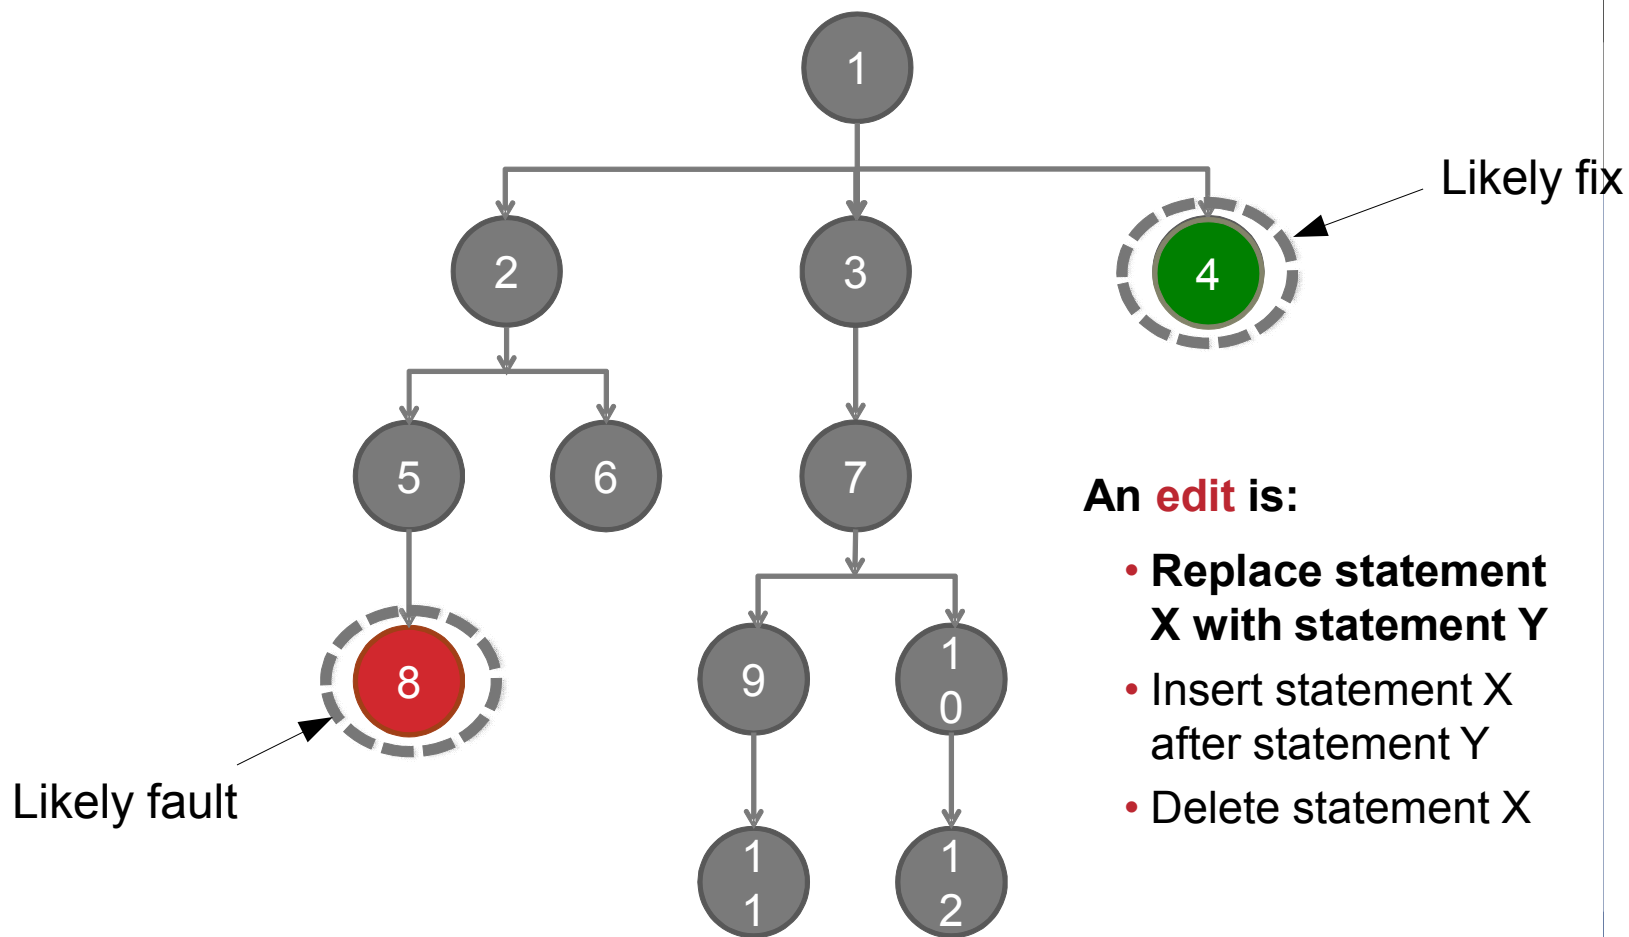 1
Likely fix
2
3
4
5
6
7
An edit is:
• Replace statement
X with statement Y
8
9
1
0
• Insert statement X
after statement Y
Likely fault
• Delete statement X
1
1
1
2